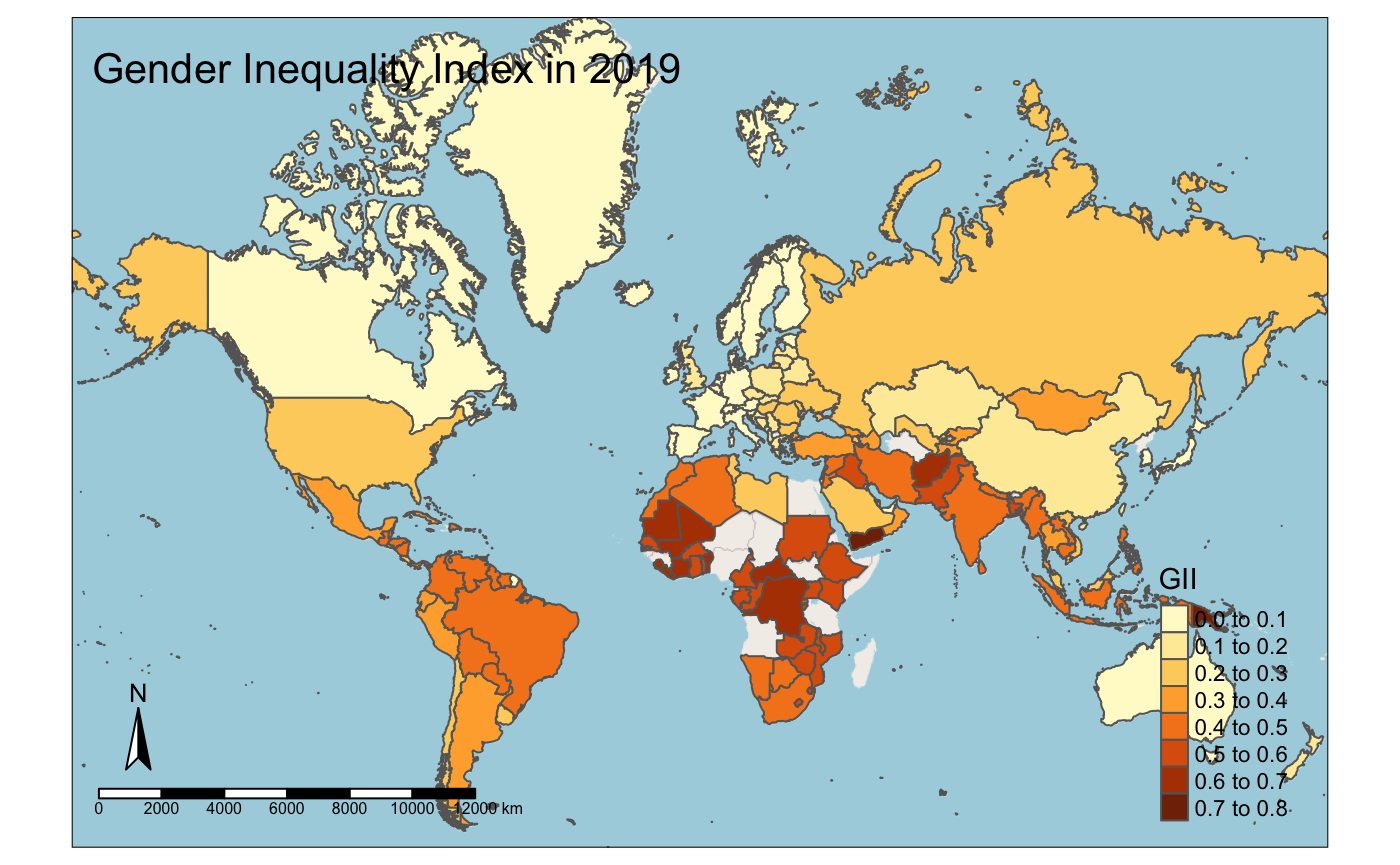 Gender Inequality Index in 2019
GII
0.0 to 0.1
0.1 to 0.2
0.2 to 0.3
0.3 to 0.4
0.4 to 0.5
0.5 to 0.6
0.6 to 0.7
0.7 to 0.8
N
0 2000 4000 6000 8000 10000 12000 km